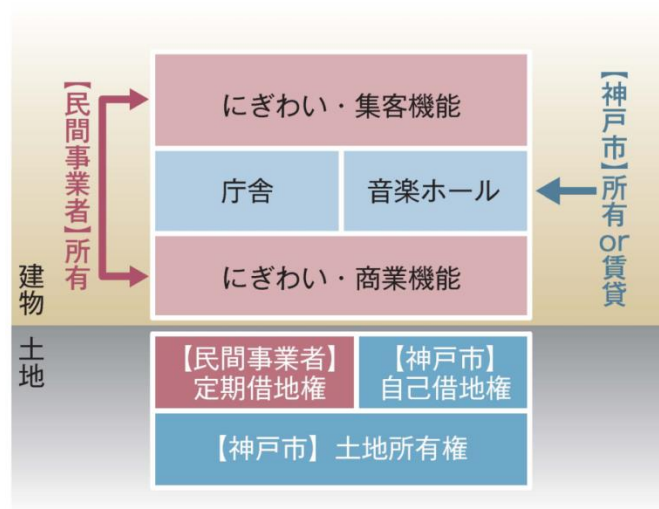 【民間事業者】所有
にぎわい・集客機能
庁舎
音楽ホール
にぎわい・商業機能
【神戸市】所有or賃貸
建物
土地
【民間事業者】
定期借地権
【神戸市】
自己借地権
【神戸市】土地所有権